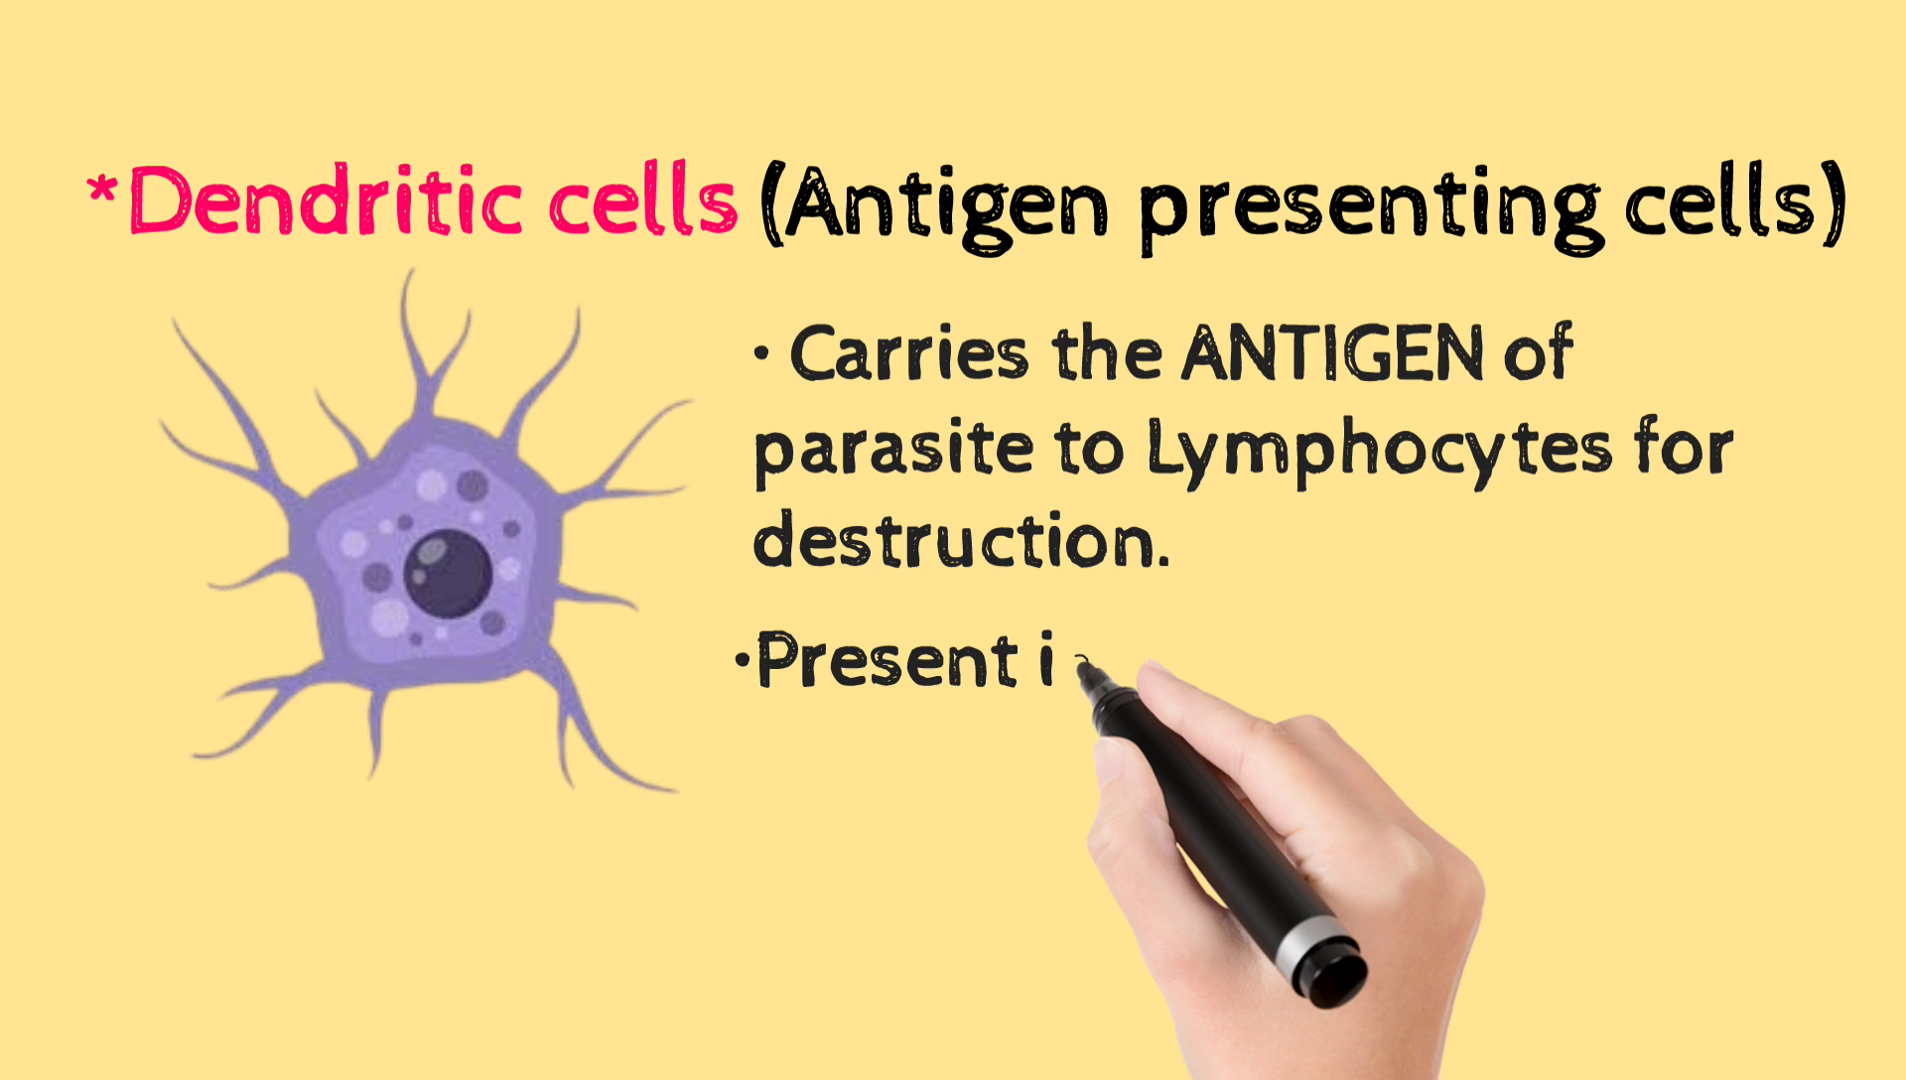 *Dendritic cells (Antigen presenting cells)
• Carries the ANTIGEN of
parasite to Lymphocytes for
destruction.
•Present i